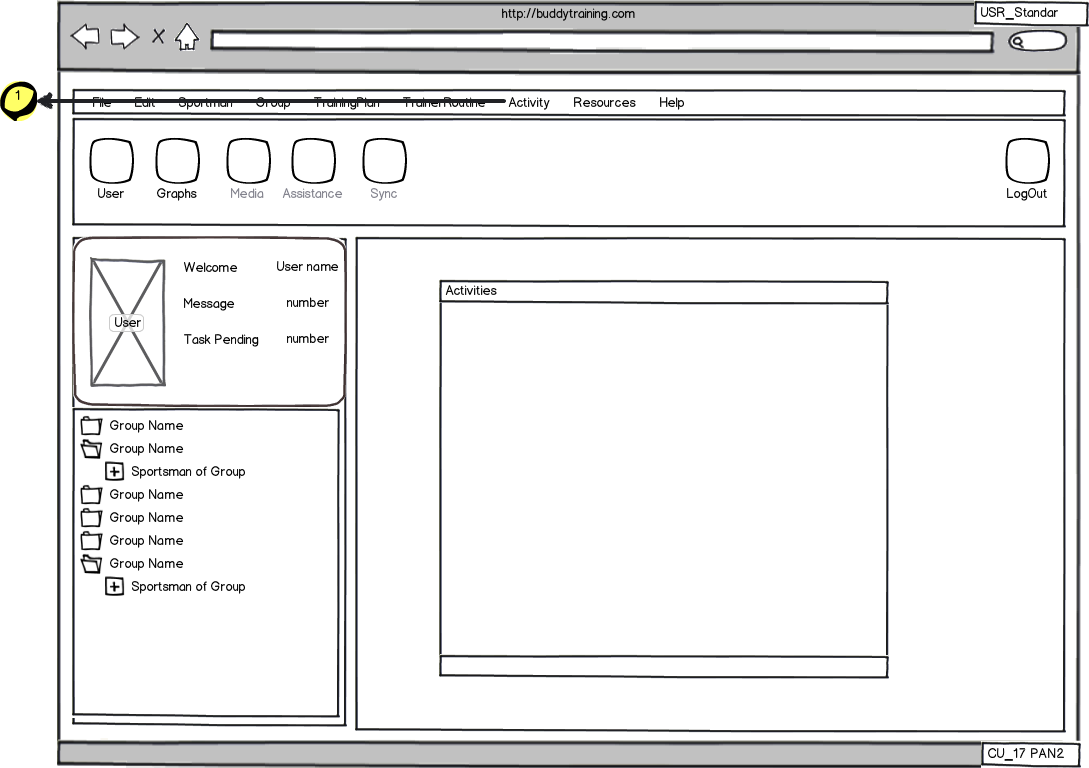 http://buddytraining.com
USR_Standar
1
File Edit Sportman Group TrainingPlan TrainerRoutine Activity Resources Help
User Graphs Media Assistance Sync LogOut
Welcome User name
Message number
User
Task Pending number
Activities
Group Name
Group Name
Sportsman of Group
Group Name
Group Name
Group Name
Group Name
Sportsman of Group
CU_17 PAN2